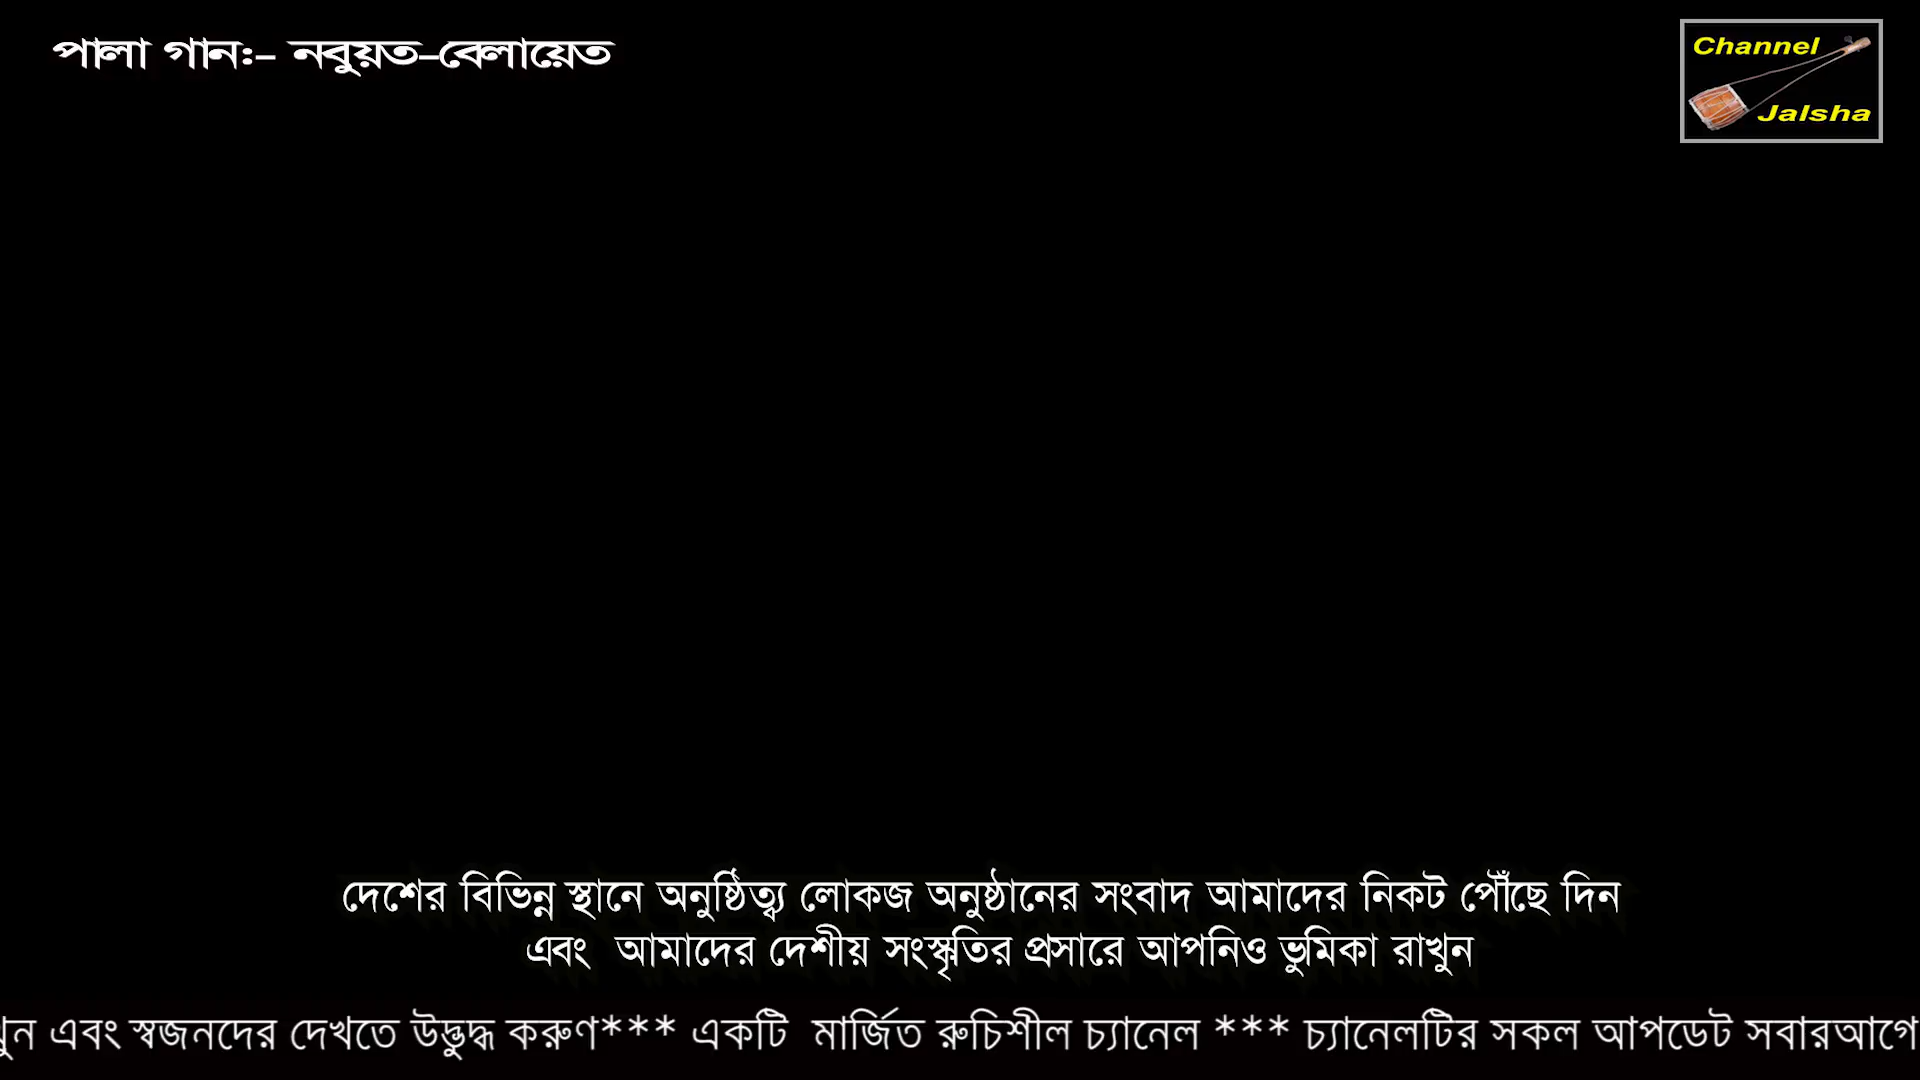 পালা গান:- নবুয়ত-বেলায়েত
Channel
Jalsha
দেশের বিভিন্ন স্থানে অনুষ্ঠিত্ব্য লোকজ অনুষ্ঠানের সংবাদ আমাদের নিকট পৌঁছে দিন
এবং আমাদের দেশীয় সংস্কৃতির প্রসারে আপনিও ভুমিকা রাখুন
এবং স্বজনদের দেখতে উদ্ভুদ্ধ করুণ*** একটি মার্জিত রুচিশীল চ্যানেল *** চ্যানেলটির সকল আপডেট সবারআগে